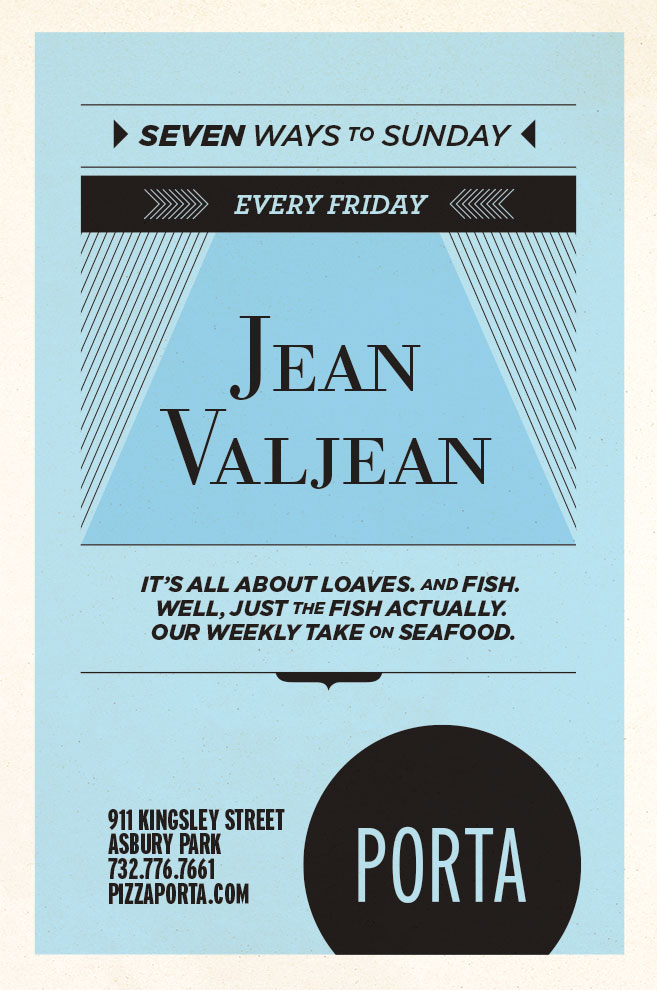 SEVEN WAYS TO SUNDAY
EVERY FRIDAY
JEAN
VALJEAN
IT'S ALL ABOUT LOAVES. AND FISH.
WELL, JUST THE FISH ACTUALLY.
OUR WEEKLY TAKE ON SEAFOOD.
911 KINGSLEY STREET
ASBURY PARK
732.776.7661
PIZZAPORTA.COM
PORTA